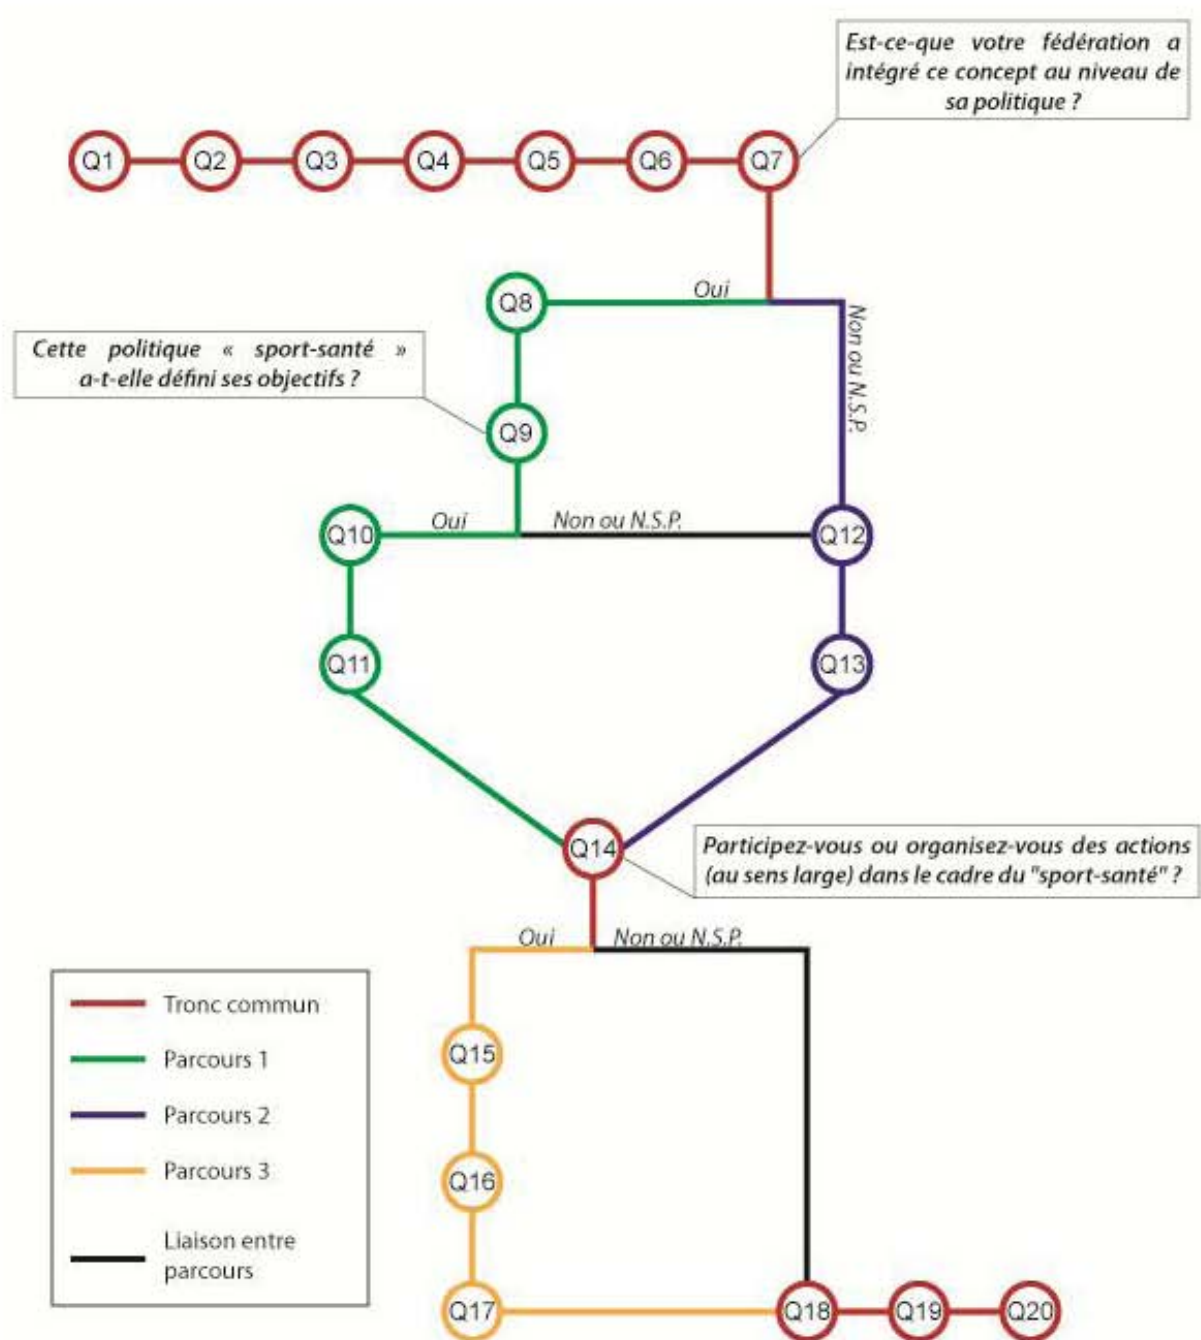 Est-ce-que votre fédération a
intégré ce concept au niveau de
sa politique ?
Q1 Q2 Q3 Q4 Q5 Q6 Q7
Q8
Oui
Non ou N.S.P.
Cette politique « sport-santé »
a-t-elle défini ses objectifs ?
Q9
Q10
Oui
Non ou N.S.P.
Q12
Q11
Q13
Q14
Participez-vous ou organisez-vous des actions
(au sens large) dans le cadre du "sport-santé" ?
Oui
Non ou N.S.P.
Tronc commun
Parcours 1
Parcours 2
Parcours 3
Liaison entre
parcours
Q15
Q16
Q17
Q18 Q19 Q20